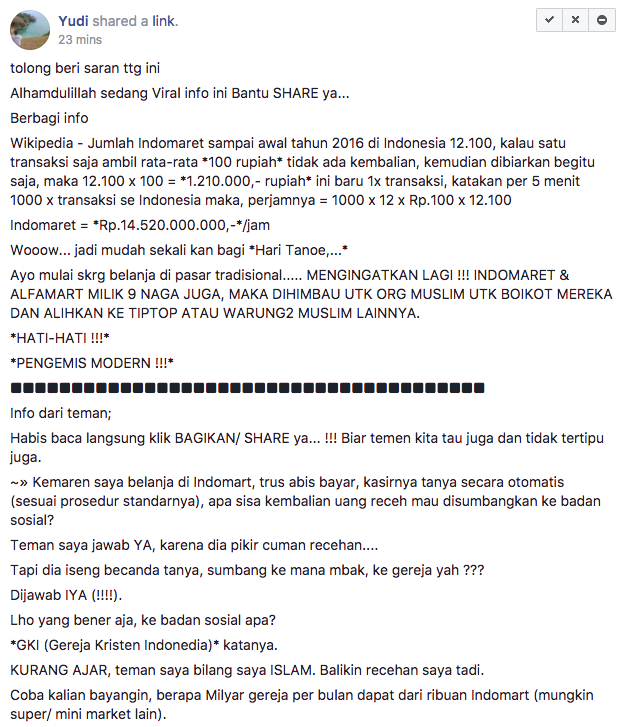 Yudi shared a link.
23 mins
tolong beri saran ttg ini
Alhamdulillah sedang Viral info ini Bantu SHARE ya...
Berbagi info
Wikipedia - Jumlah Indomaret sampai awal tahun 2016 di Indonesia 12.100, kalau satu
transaksi saja ambil rata-rata *100 rupiah* tidak ada kembalian, kemudian dibiarkan begitu
saja, maka 12.100 x 100 = *1.210.000,- rupiah* ini baru 1x transaksi, katakan per 5 menit
1000 x transaksi se Indonesia maka, perjamnya = 1000 x 12 x Rp.100 x 12.100
Indomaret = *Rp.14.520.000.000,-*/jam
Wooow... jadi mudah sekali kan bagi *Hari Tanoe,...*
Ayo mulai skrg belanja di pasar tradisional..... MENGINGATKAN LAGI !!! INDOMARET &
ALFAMART MILIK 9 NAGA JUGA, MAKA DIHIMBAU UTK ORG MUSLIM UTK BOIKOT MEREKA
DAN ALIHKAN KE TIPTOP ATAU WARUNG2 MUSLIM LAINNYA.
*HATI-HATI !!!*
*PENGEMIS MODERN !!!*
Info dari teman;
Habis baca langsung klik BAGIKAN/ SHARE ya... !!! Biar temen kita tau juga dan tidak tertipu
juga.
~» Kemaren saya belanja di Indomart, trus abis bayar, kasirnya tanya secara otomatis
(sesuai prosedur standarnya), apa sisa kembalian uang receh mau disumbangkan ke badan
sosial?
Teman saya jawab YA, karena dia pikir cuman recehan....
Tapi dia iseng becanda tanya, sumbang ke mana mbak, ke gereja yah ???
Dijawab IYA (!!!!).
Lho yang bener aja, ke badan sosial apa?
*GKI (Gereja Kristen Indonedia)* katanya.
KURANG AJAR, teman saya bilang saya ISLAM. Balikin recehan saya tadi.
Coba kalian bayangin, berapa Milyar gereja per bulan dapat dari ribuan Indomart (mungkin
super/ mini market lain).